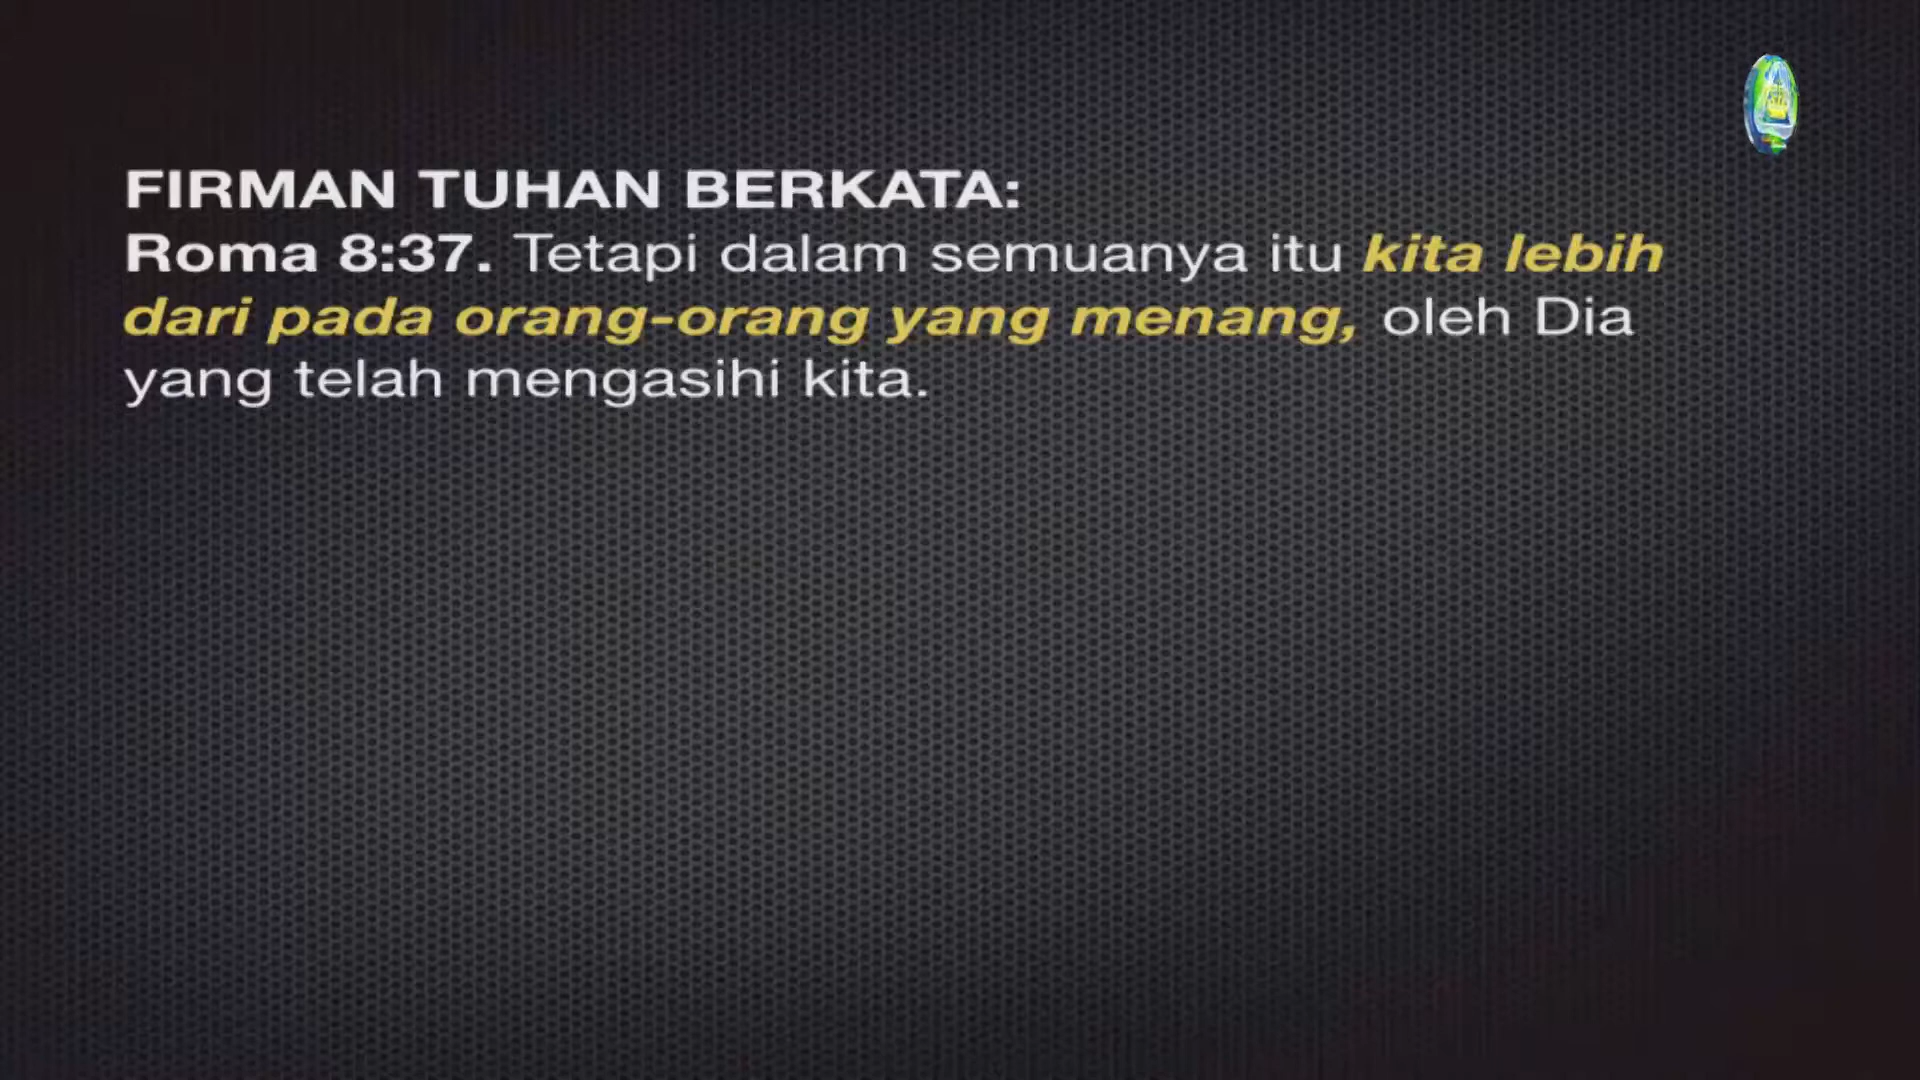 FIRMAN TUHAN BERKATA:
Roma 8:37. Tetapi dalam semuanya itu kita lebih
dari pada orang-orang yang menang, oleh Dia
yang telah mengasihi kita.